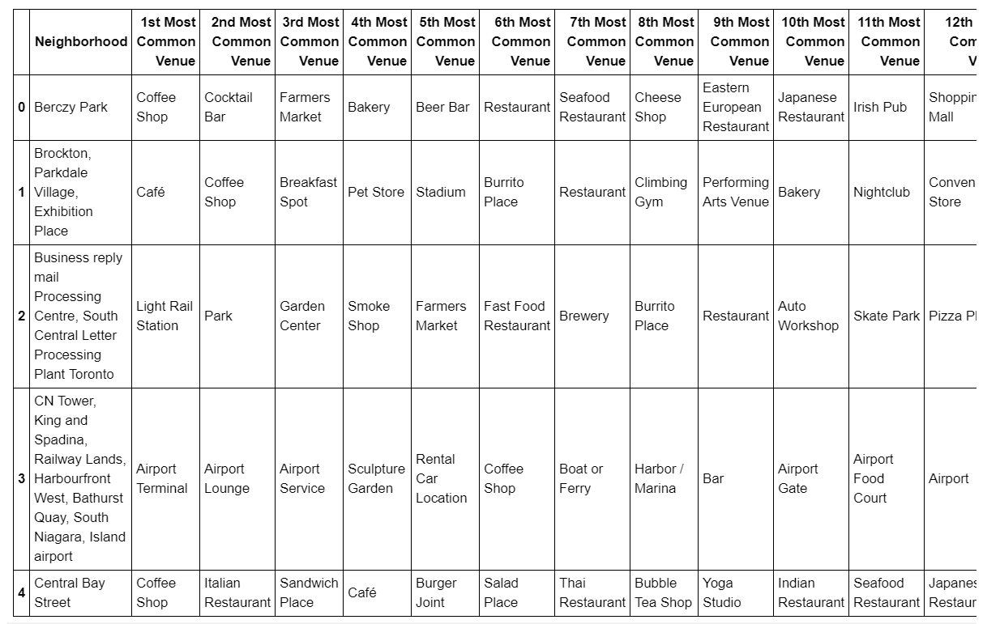 Neighborhood
1st Most
Common
Venue
2nd Most
Common
Venue
3rd Most
Common
Venue
4th Most
Common
Venue
5th Most
Common
Venue
6th Most
Common
Venue
7th Most
Common
Venue
8th Most
Common
Venue
9th Most
Common
Venue
10th Most
Common
Venue
11th Most
Common
Venue
12th
Com
V
0
Berczy Park
Coffee
Shop
Cocktail
Bar
Farmers
Market
Bakery
Beer Bar
Restaurant
Seafood
Restaurant
Cheese
Shop
Eastern
European
Restaurant
Japanese
Restaurant
Irish Pub
Shoppin
Mall
1
Brockton,
Parkdale
Village,
Exhibition
Place
Café
Coffee
Shop
Breakfast
Spot
Pet Store
Stadium
Burrito
Place
Restaurant
Climbing
Gym
Performing
Arts Venue
Bakery
Nightclub
Conven
Store
2
Business reply
mail
Processing
Centre, South
Central Letter
Processing
Plant Toronto
Light Rail
Station
Park
Garden
Center
Smoke
Shop
Farmers
Market
Fast Food
Restaurant
Brewery
Burrito
Place
Restaurant
Auto
Workshop
Skate Park
Pizza Pl
3
CN Tower,
King and
Spadina,
Railway Lands,
Harbourfront
West, Bathurst
Quay, South
Niagara, Island
airport
Airport
Terminal
Airport
Lounge
Airport
Service
Sculpture
Garden
Rental
Car
Location
Coffee
Shop
Boat or
Ferry
Harbor /
Marina
Bar
Airport
Gate
Airport
Food
Court
Airport
4
Central Bay
Street
Coffee
Shop
Italian
Restaurant
Sandwich
Place
Café
Burger
Joint
Salad
Place
Thai
Restaurant
Bubble
Tea Shop
Yoga
Studio
Indian
Restaurant
Seafood
Restaurant
Japanes
Restaur